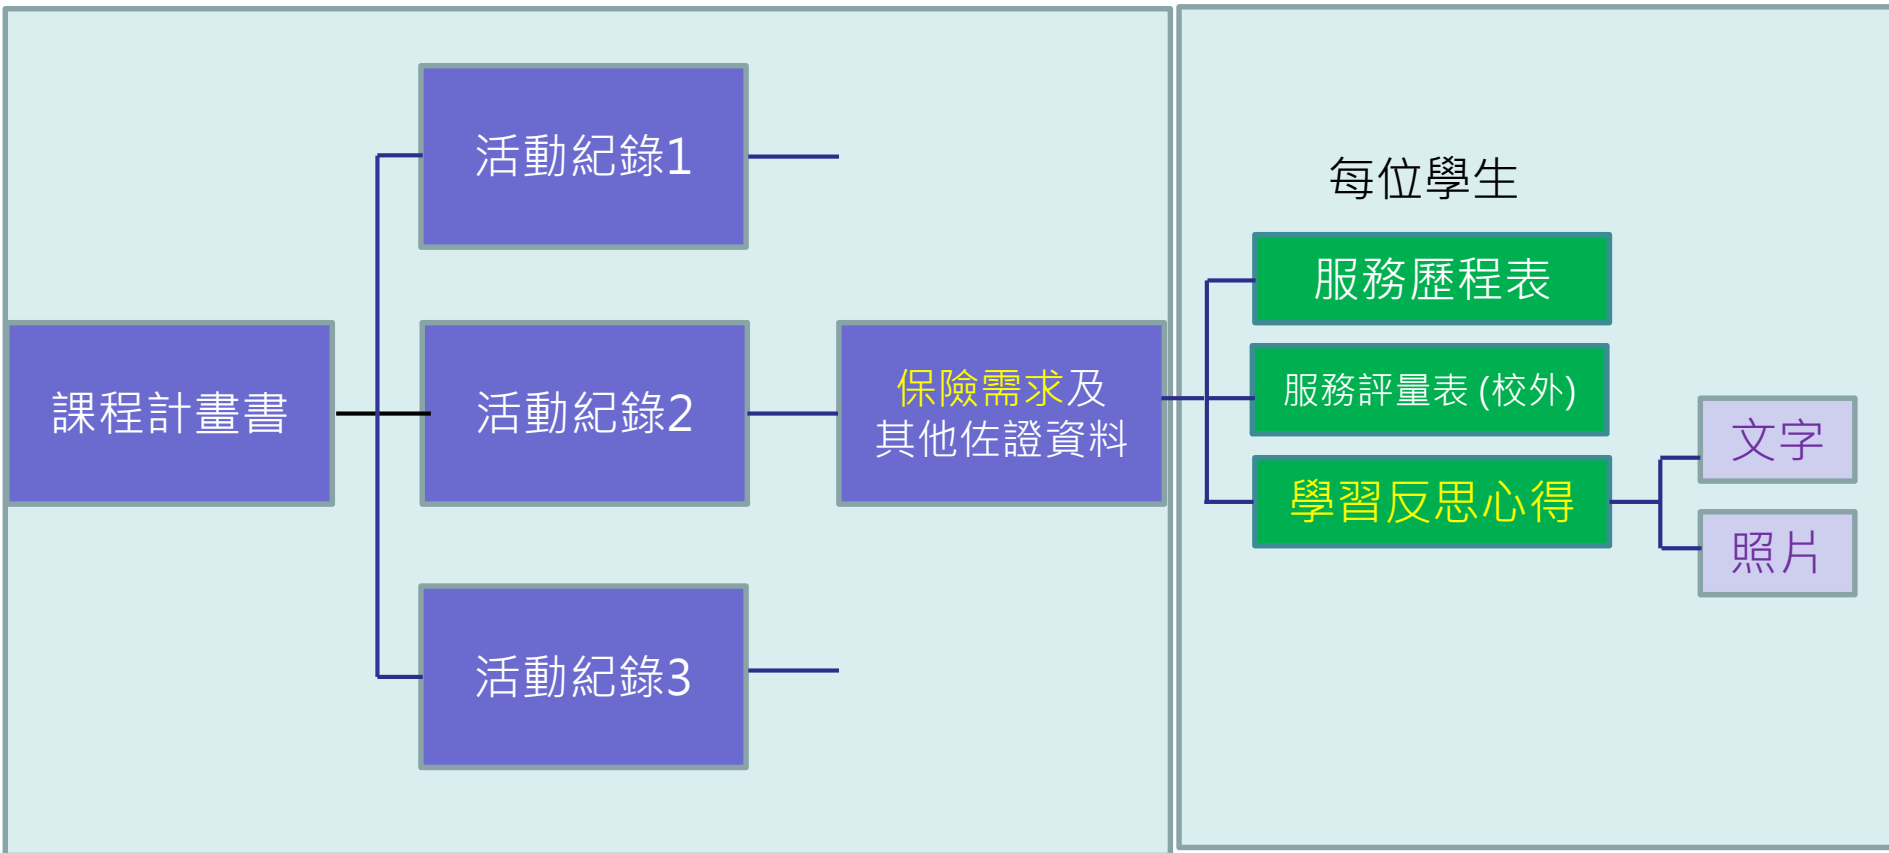 課程計畫書
活動紀錄1
活動紀錄2
活動紀錄3
保險需求及
其他佐證資料
每位學生
服務歷程表
服務評量表 (校外)
學習反思心得
文字
照片